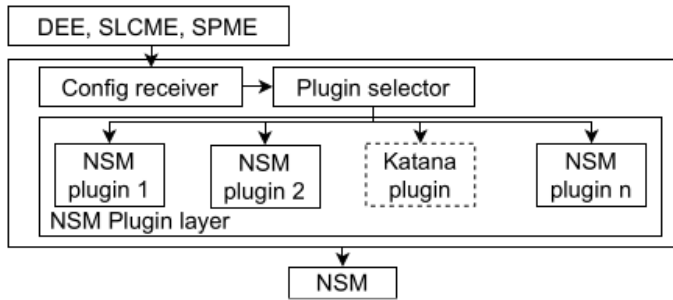 DEE, SLCME, SPME
Config receiver
Plugin selector
NSM
plugin 1
NSM
plugin 2
Katana
plugin
NSM
plugin n
NSM Plugin layer
NSM